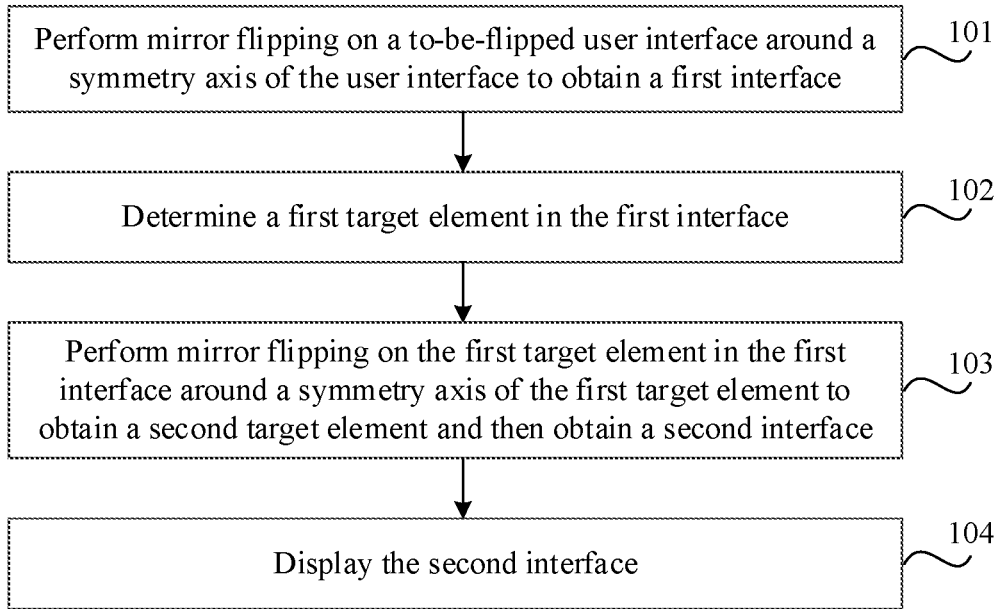 Perform mirror flipping on a to-be-flipped user interface around a
symmetry axis of the user interface to obtain a first interface
101
Determine a first target element in the first interface
102
Perform mirror flipping on the first target element in the first
interface around a symmetry axis of the first target element to
obtain a second target element and then obtain a second interface
103
Display the second interface
104